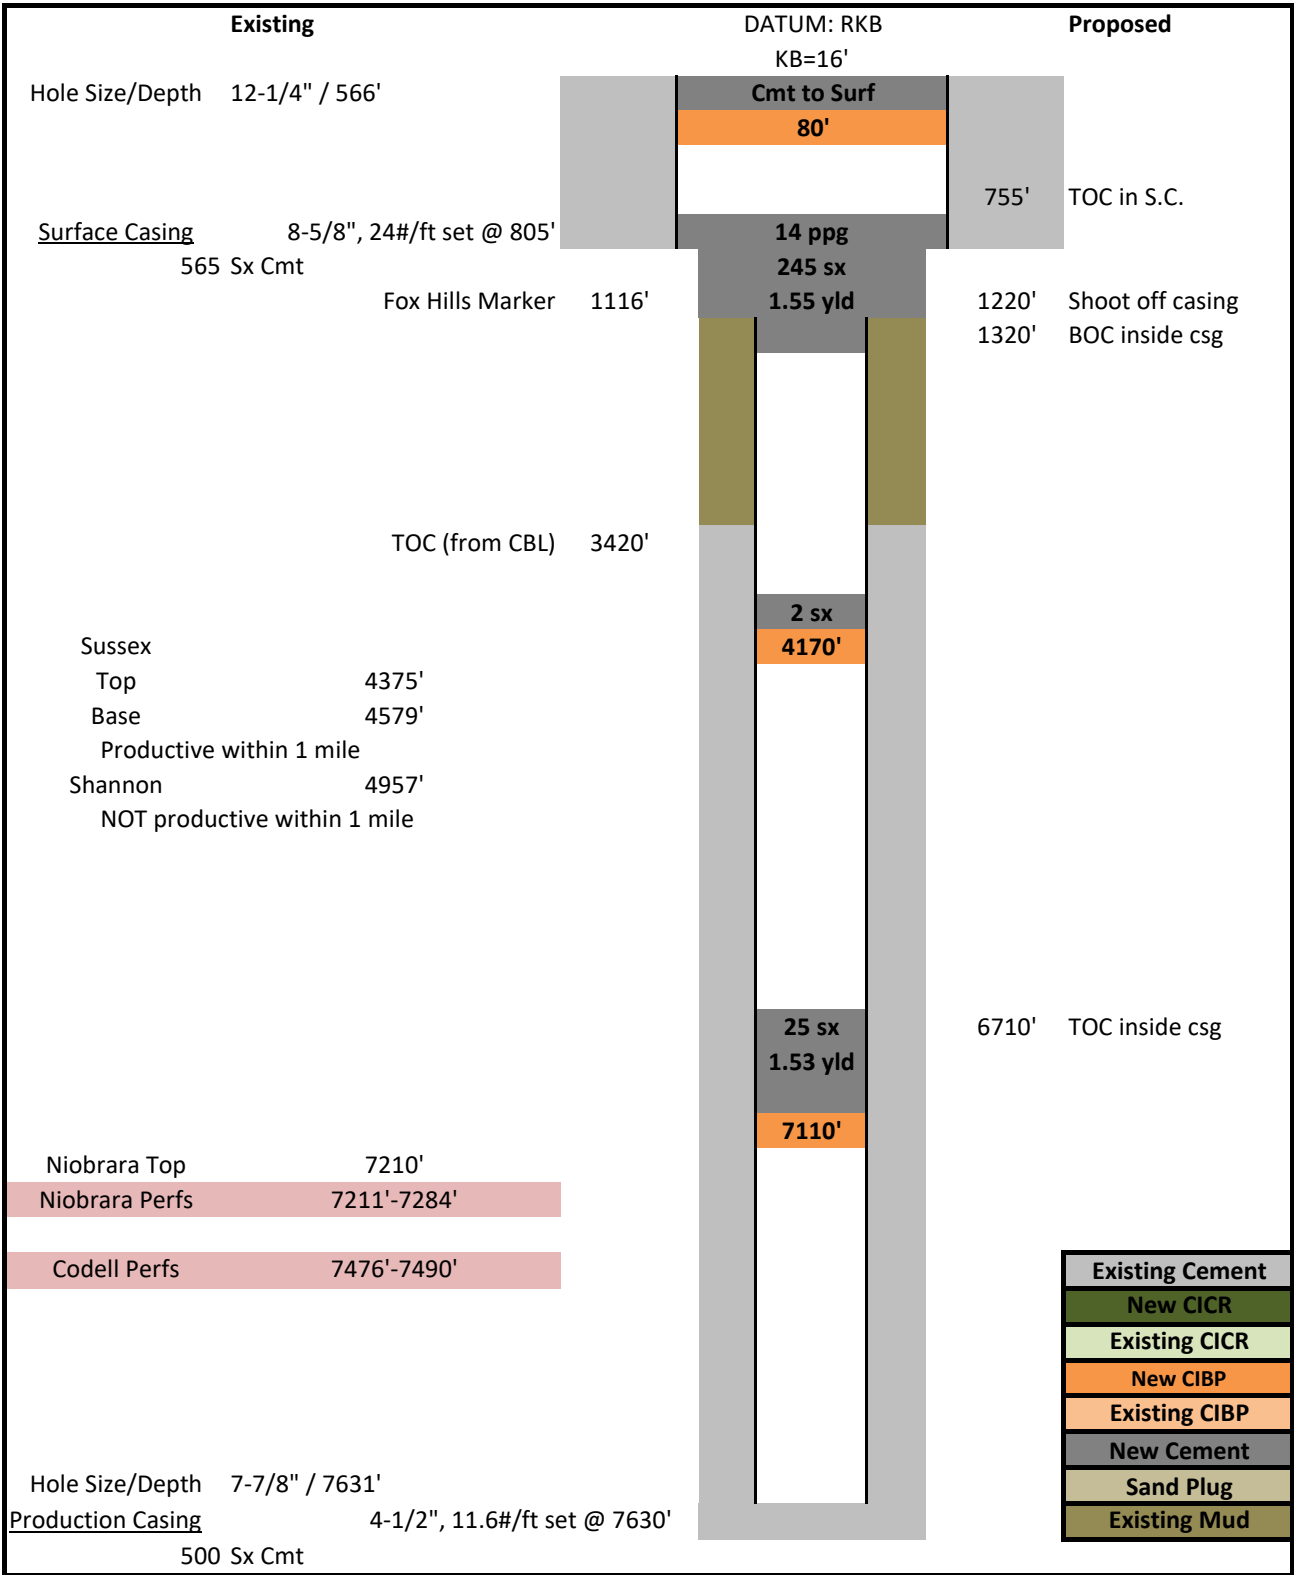 Existing DATUM: RKB Proposed
KB=16'
Hole Size/Depth 12-1/4" / 566' Cmt to Surf
80'
755' TOC in S.C.
Surface Casing 8-5/8", 24#/ft set @ 805' 14 ppg
565 Sx Cmt 245 sx
Fox Hills Marker 1116' 1.55 yld 1220' Shoot off casing
1320' BOC inside csg
TOC (from CBL) 3420'
2 sx
Sussex 4170'
Top 4375'
Base 4579'
Productive within 1 mile
Shannon 4957'
NOT productive within 1 mile
25 sx 6710' TOC inside csg
1.53 yld
7110'
Niobrara Top 7210'
Niobrara Perfs 7211'-7284'
Codell Perfs 7476'-7490' Existing Cement
New CICR
Existing CICR
New CIBP
Existing CIBP
New Cement
Hole Size/Depth 7-7/8" / 7631' Sand Plug
Production Casing 4-1/2", 11.6#/ft set @ 7630' Existing Mud
500 Sx Cmt